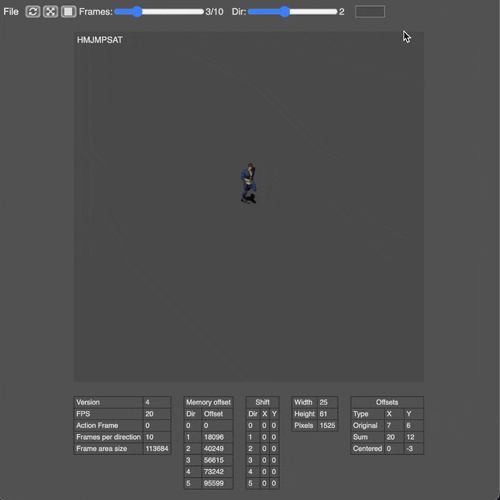 File Frames: 3/10 Dir: 2
HMJMPSAT
Version 4
FPS 20
Action Frame 0
Frames per direction 10
Frame area size 113684
Memory offset
Dir Offset
0 0
1 18096
2 40249
3 56615
4 73242
5 95599
Shift
Dir X Y
0 0 0
1 0 0
2 0 0
3 0 0
4 0 0
5 0 0
Width 25
Height 61
Pixels 1525
Offsets
Type X Y
Original 7 6
Sum 20 12
Centered 0 -3